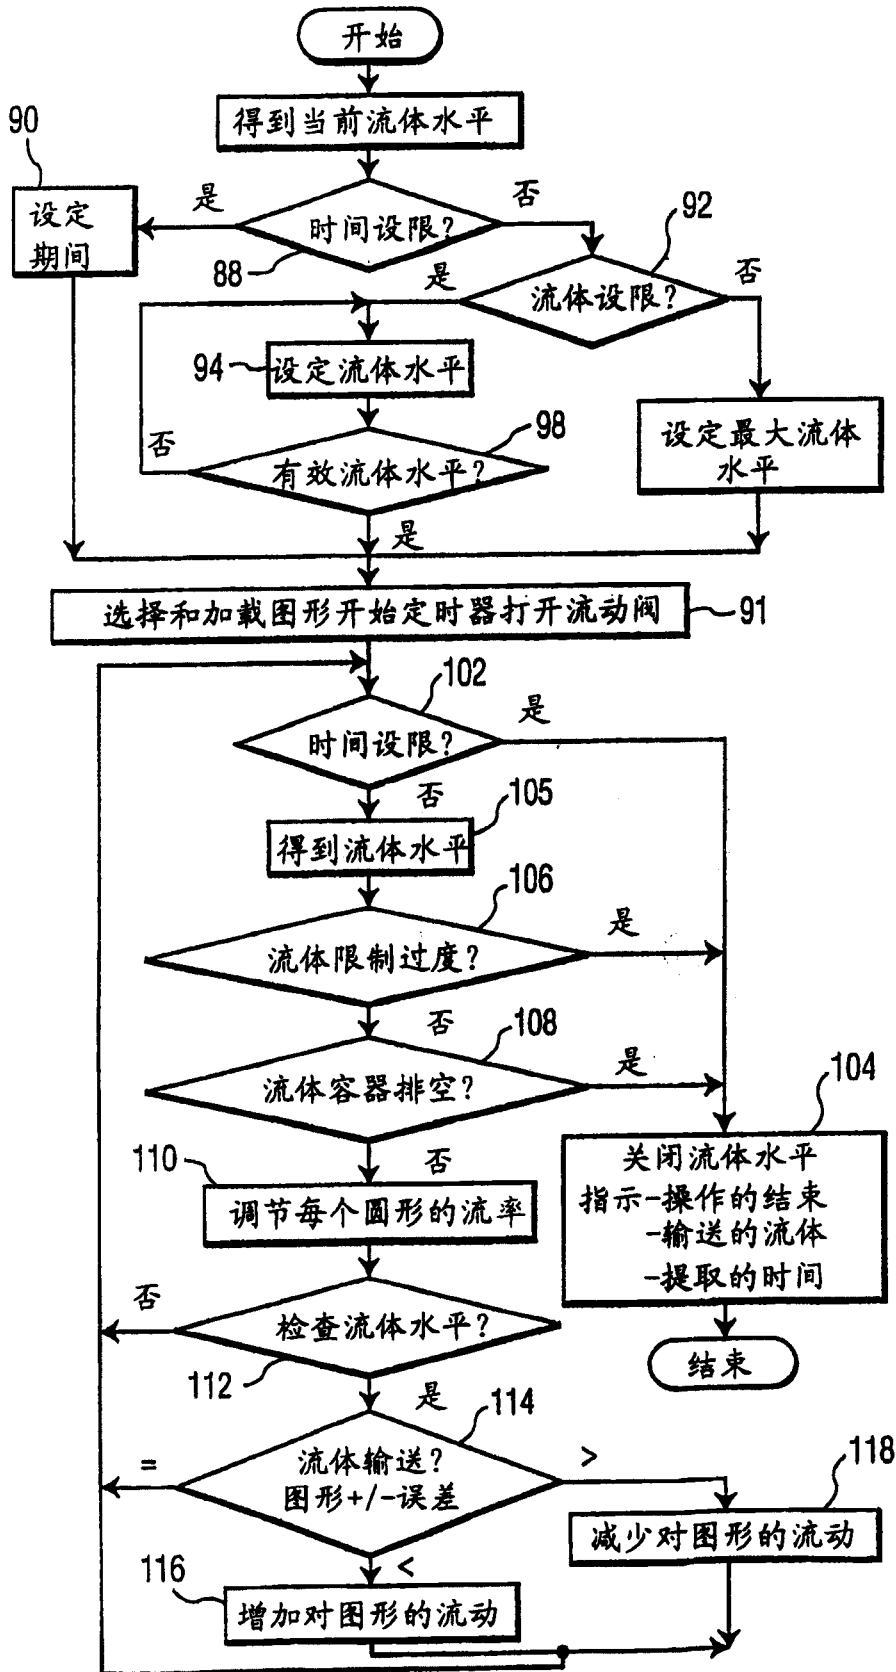 开始
得到当前流体水平
90
是
否
设定
期间
时间设限?
88
92
是
否
流体设限?
94
设定流体水平
98
否
有效流体水平?
设定最大流体
水平
是
选择和加载图形开始定时器打开流动阀
91
102
是
时间设限?
否
105
得到流体水平
106
是
流体限制过度?
否
108
是
流体容器排空?
104
110
否
关闭流体水平
指示-操作的结束
-输送的流体
-提取的时间
调节每个圆形的流率
否
检查流体水平?
112
结束
是
114
=
流体输送?
图形+/-误差
>
118
减少对图形的流动
116
<
增加对图形的流动